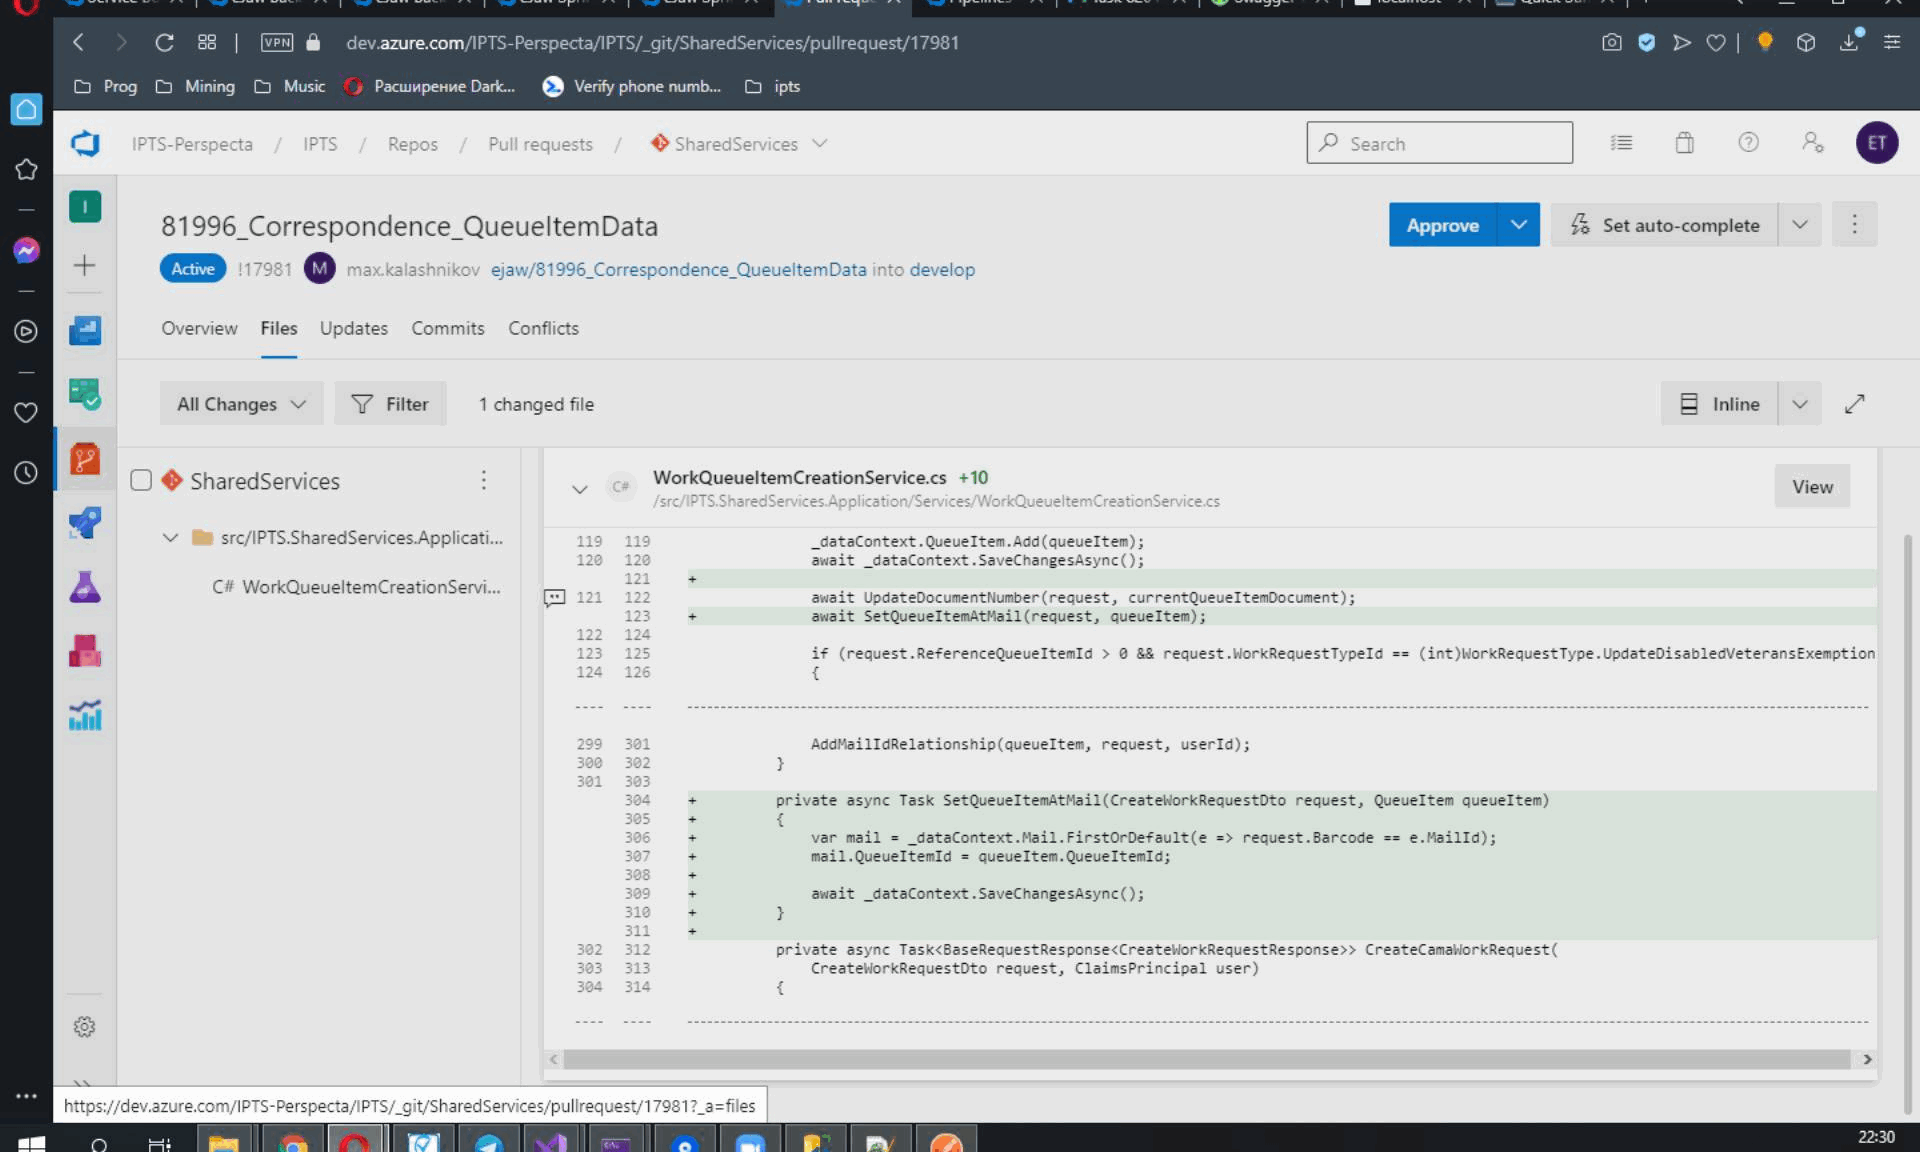 VPN
dev.azure.com/IPTS-Perspecta/IPTS/_git/SharedServices/pullrequest/17981
Prog
Mining
Music
Расширение Dark...
Verify phone numb...
ipts
IPTS-Perspecta / IPTS / Repos / Pull requests / SharedServices
Search
ET
I
81996_Correspondence_QueueItemData
Approve
Set auto-complete
Active !17981 M max.kalashnikov ejaw/81996_Correspondence_QueueItemData into develop
Overview Files Updates Commits Conflicts
All Changes
Filter
1 changed file
Inline
SharedServices
src/IPTS.SharedServices.Applicati...
C# WorkQueueItemCreationServi...
C#
WorkQueueItemCreationService.cs +10
/src/IPTS.SharedServices.Application/Services/WorkQueueItemCreationService.cs
View
119 119 _dataContext.QueueItem.Add(queueItem);
120 120 await _dataContext.SaveChangesAsync();
121 +
121 122 await UpdateDocumentNumber(request, currentQueueItemDocument);
123 + await SetQueueItemAtMail(request, queueItem);
122 124
123 125 if (request.ReferenceQueueItemId > 0 && request.WorkRequestTypeId == (int)WorkRequestType.UpdateDisabledVeteransExemption
124 126 {
299 301 AddMailIdRelationship(queueItem, request, userId);
300 302 }
301 303
304 + private async Task SetQueueItemAtMail(CreateWorkRequestDto request, QueueItem queueItem)
305 + {
306 + var mail = _dataContext.Mail.FirstOrDefault(e => request.Barcode == e.MailId);
307 + mail.QueueItemId = queueItem.QueueItemId;
308 +
309 + await _dataContext.SaveChangesAsync();
310 + }
311 +
302 312 private async Task<BaseRequestResponse<CreateWorkRequestResponse>> CreateCamaWorkRequest(
303 313 CreateWorkRequestDto request, ClaimsPrincipal user)
304 314 {
https://dev.azure.com/IPTS-Perspecta/IPTS/_git/SharedServices/pullrequest/17981?_a=files
22:30